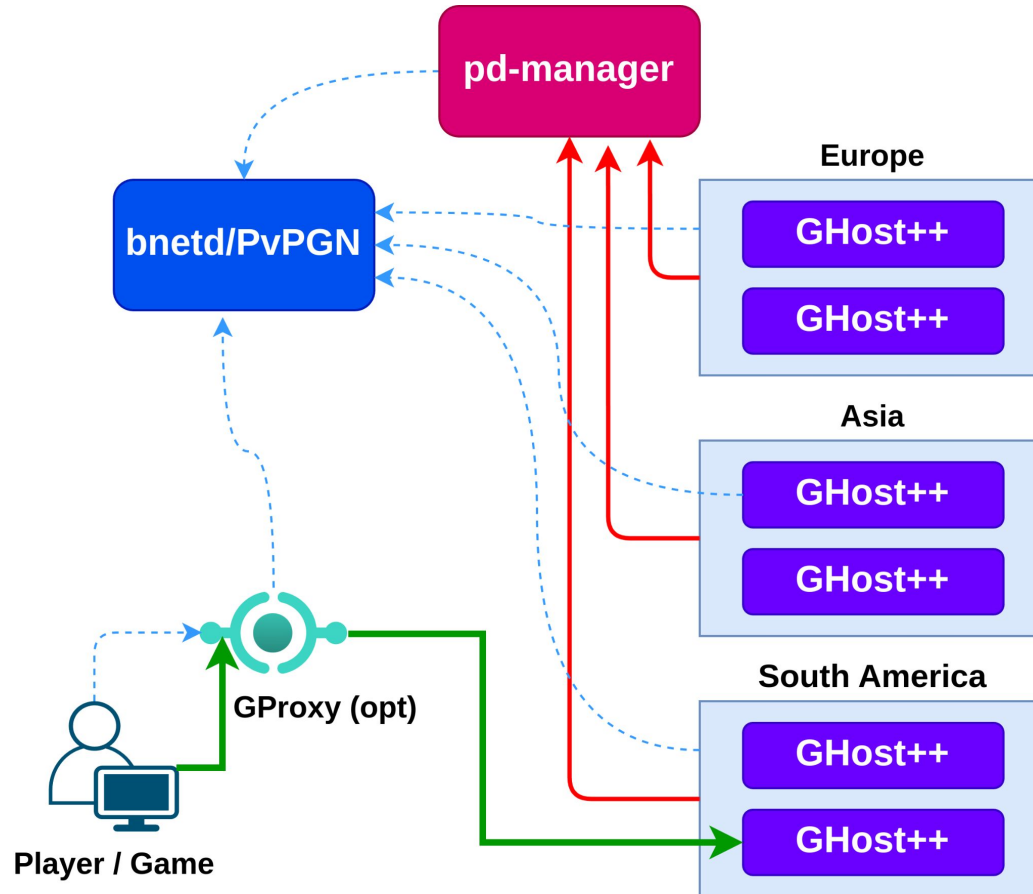 pd-manager
Europe
bnetd/PvPGN
GHost++
GHost++
Asia
GHost++
GHost++
South America
GProxy (opt)
GHost++
GHost++
Player / Game